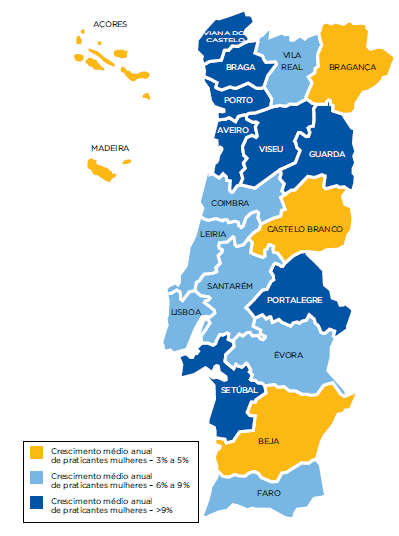 AÇORES
VIANA DO
CASTELO
VILA
REAL
BRAGANÇA
BRAGA
PORTO
AVEIRO
VISEU
GUARDA
MADEIRA
COIMBRA
CASTELO BRANCO
LEIRIA
SANTARÉM
PORTALEGRE
LISBOA
ÉVORA
SETÚBAL
BEJA
FARO
Crescimento médio anual
de praticantes mulheres – 3% a 5%
Crescimento médio anual
de praticantes mulheres – 6% a 9%
Crescimento médio anual
de praticantes mulheres – >9%